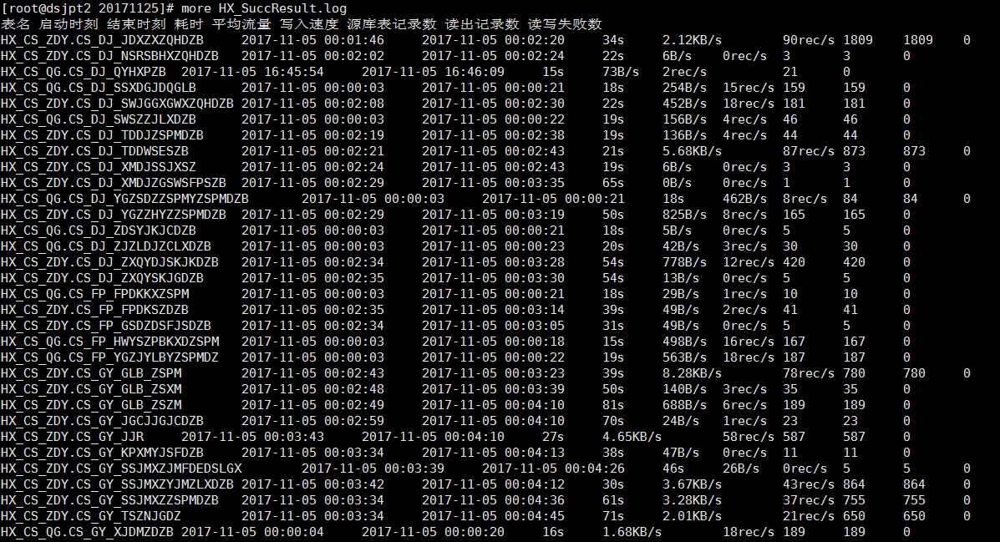 [root@dsjpt2 20171125]# more HX_SuccResult.log
表名 启动时刻 结束时刻 耗时 平均流量 写入速度 源库表记录数 读出记录数 读写失败数
HX_CS_ZDY.CS_DJ_JDXZXZQHDZB 2017-11-05 00:01:46 2017-11-05 00:02:20 34s 2.12KB/s 90rec/s 1809 1809 0
HX_CS_ZDY.CS_DJ_NSRSBHXZQHDZB 2017-11-05 00:02:02 2017-11-05 00:02:24 22s 6B/s 0rec/s 3 3 0
HX_CS_QG.CS_DJ_QYHXPZB 2017-11-05 16:45:54 2017-11-05 16:46:09 15s 73B/s 2rec/s 21 0
HX_CS_QG.CS_DJ_SSXDGJDQGLB 2017-11-05 00:00:03 2017-11-05 00:00:21 18s 254B/s 15rec/s 159 159 0
HX_CS_ZDY.CS_DJ_SWJGGXGWXZQHDZB 2017-11-05 00:02:08 2017-11-05 00:02:30 22s 452B/s 18rec/s 181 181 0
HX_CS_QG.CS_DJ_SWSZZJLXDZB 2017-11-05 00:00:03 2017-11-05 00:00:22 19s 156B/s 4rec/s 46 46 0
HX_CS_ZDY.CS_DJ_TDDJZSPMDZB 2017-11-05 00:02:19 2017-11-05 00:02:38 19s 136B/s 4rec/s 44 44 0
HX_CS_ZDY.CS_DJ_TDDWSESZB 2017-11-05 00:02:21 2017-11-05 00:02:43 21s 5.68KB/s 87rec/s 873 873 0
HX_CS_ZDY.CS_DJ_XMDJSSJXSZ 2017-11-05 00:02:24 2017-11-05 00:02:43 19s 6B/s 0rec/s 3 3 0
HX_CS_ZDY.CS_DJ_XMDJZGSWSFPSZB 2017-11-05 00:02:29 2017-11-05 00:03:35 65s 0B/s 0rec/s 1 1 0
HX_CS_QG.CS_DJ_YGZSDZZSPMYZSPMDZB 2017-11-05 00:00:03 2017-11-05 00:00:21 18s 462B/s 8rec/s 84 84 0
HX_CS_ZDY.CS_DJ_YGZZHYZZSPMDZB 2017-11-05 00:02:29 2017-11-05 00:03:19 50s 825B/s 8rec/s 165 165 0
HX_CS_QG.CS_DJ_ZDSYJKJCDZB 2017-11-05 00:00:03 2017-11-05 00:00:21 18s 5B/s 0rec/s 5 5 0
HX_CS_QG.CS_DJ_ZJZLDJZCLXDZB 2017-11-05 00:00:03 2017-11-05 00:00:23 20s 42B/s 3rec/s 30 30 0
HX_CS_ZDY.CS_DJ_ZXQYDJSKJKDZB 2017-11-05 00:02:34 2017-11-05 00:03:28 54s 778B/s 12rec/s 420 420 0
HX_CS_ZDY.CS_DJ_ZXQYSKJGDZB 2017-11-05 00:02:35 2017-11-05 00:03:30 54s 13B/s 0rec/s 5 5 0
HX_CS_QG.CS_FP_FPDKKXZSPM 2017-11-05 00:00:03 2017-11-05 00:00:21 18s 29B/s 1rec/s 10 10 0
HX_CS_ZDY.CS_FP_FPDKSZDZB 2017-11-05 00:02:35 2017-11-05 00:03:14 39s 49B/s 2rec/s 41 41 0
HX_CS_ZDY.CS_FP_GSDZDSFJSDZB 2017-11-05 00:02:34 2017-11-05 00:03:05 31s 49B/s 0rec/s 5 5 0
HX_CS_QG.CS_FP_HWYSZPBKXDZSPM 2017-11-05 00:00:03 2017-11-05 00:00:18 15s 498B/s 16rec/s 167 167 0
HX_CS_QG.CS_FP_YGZJYLBYZSPMDZ 2017-11-05 00:00:03 2017-11-05 00:00:22 19s 563B/s 18rec/s 187 187 0
HX_CS_ZDY.CS_GY_GLB_ZSPM 2017-11-05 00:02:43 2017-11-05 00:03:23 39s 8.28KB/s 78rec/s 780 780 0
HX_CS_ZDY.CS_GY_GLB_ZSXM 2017-11-05 00:02:48 2017-11-05 00:03:39 50s 140B/s 3rec/s 35 35 0
HX_CS_ZDY.CS_GY_GLB_ZSZM 2017-11-05 00:02:49 2017-11-05 00:04:10 81s 688B/s 6rec/s 189 189 0
HX_CS_ZDY.CS_GY_JGCJJGJCDZB 2017-11-05 00:02:59 2017-11-05 00:04:10 70s 24B/s 1rec/s 23 23 0
HX_CS_ZDY.CS_GY_JJR 2017-11-05 00:03:43 2017-11-05 00:04:10 27s 4.65KB/s 58rec/s 587 587 0
HX_CS_ZDY.CS_GY_KPXMYJSFDZB 2017-11-05 00:03:34 2017-11-05 00:04:13 38s 47B/s 0rec/s 11 11 0
HX_CS_ZDY.CS_GY_SSJMXZJMFDEDSLGX 2017-11-05 00:03:39 2017-11-05 00:04:26 46s 26B/s 0rec/s 5 5 0
HX_CS_ZDY.CS_GY_SSJMXZYJMZLXDZB 2017-11-05 00:03:42 2017-11-05 00:04:12 30s 3.67KB/s 43rec/s 864 864 0
HX_CS_ZDY.CS_GY_SSJMXZZSPMDZB 2017-11-05 00:03:34 2017-11-05 00:04:36 61s 3.28KB/s 37rec/s 755 755 0
HX_CS_ZDY.CS_GY_TSZNJGDZ 2017-11-05 00:03:34 2017-11-05 00:04:45 71s 2.01KB/s 21rec/s 650 650 0
HX_CS_QG.CS_GY_XJDMZDZB 2017-11-05 00:00:04 2017-11-05 00:00:20 16s 1.68KB/s 18rec/s 189 189 0